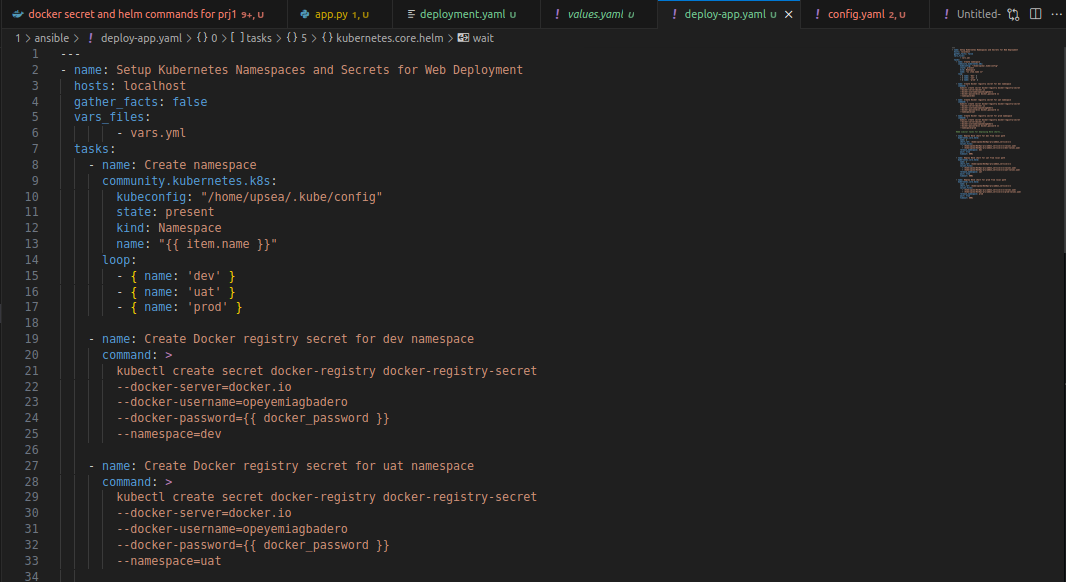 docker secret and helm commands for prj1 9+, U
app.py 1, U
deployment.yaml U
values.yaml U
deploy-app.yaml U
config.yaml 2, U
Untitled-
1 > ansible > ! deploy-app.yaml > {} 0 > [ ] tasks > {} 5 > {} kubernetes.core.helm > wait
1 ---
2 - name: Setup Kubernetes Namespaces and Secrets for Web Deployment
3 hosts: localhost
4 gather_facts: false
5 vars_files:
6 - vars.yml
7 tasks:
8 - name: Create namespace
9 community.kubernetes.k8s:
10 kubeconfig: "/home/upsea/.kube/config"
11 state: present
12 kind: Namespace
13 name: "{{ item.name }}"
14 loop:
15 - { name: 'dev' }
16 - { name: 'uat' }
17 - { name: 'prod' }
18
19 - name: Create Docker registry secret for dev namespace
20 command: >
21 kubectl create secret docker-registry docker-registry-secret
22 --docker-server=docker.io
23 --docker-username=opeyemiagbadero
24 --docker-password={{ docker_password }}
25 --namespace=dev
26
27 - name: Create Docker registry secret for uat namespace
28 command: >
29 kubectl create secret docker-registry docker-registry-secret
30 --docker-server=docker.io
31 --docker-username=opeyemiagbadero
32 --docker-password={{ docker_password }}
33 --namespace=uat
34